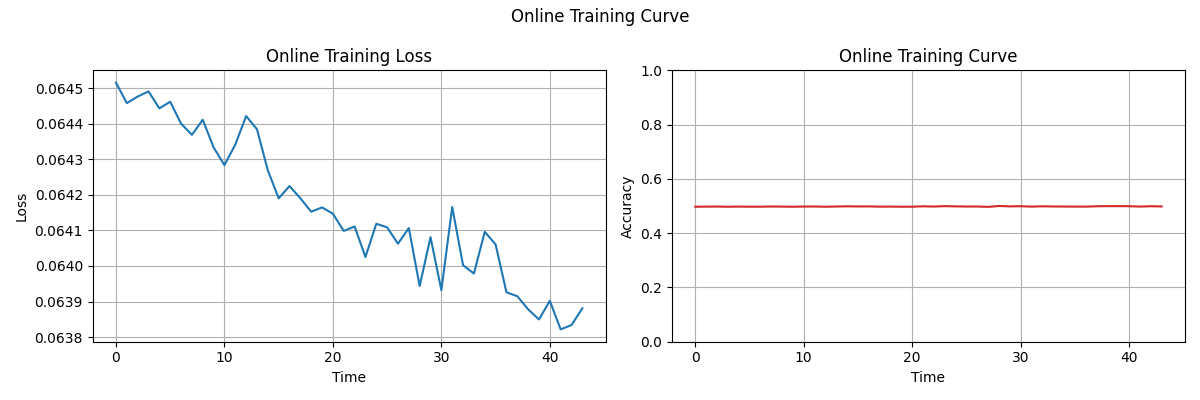 Online Training Curve
Online Training Loss
0.0645
0.0644
0.0643
0.0642
0.0641
0.0640
0.0639
0.0638
Loss
0 10 20 30 40
Time
Online Training Curve
1.0
0.8
0.6
0.4
0.2
0.0
Accuracy
0 10 20 30 40
Time